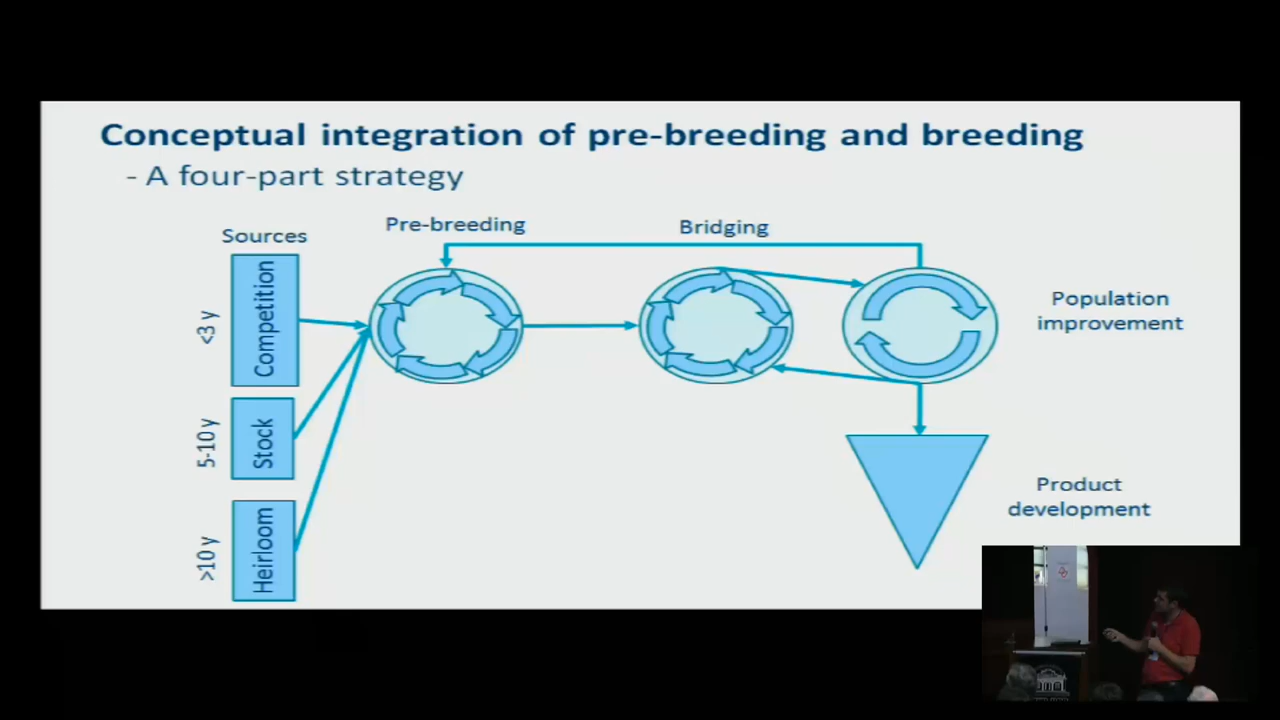 Conceptual integration of pre-breeding and breeding
- A four-part strategy
Sources
Pre-breeding
Bridging
<3 y
Competition
5-10 y
Stock
>10 y
Heirloom
Population
improvement
Product
development